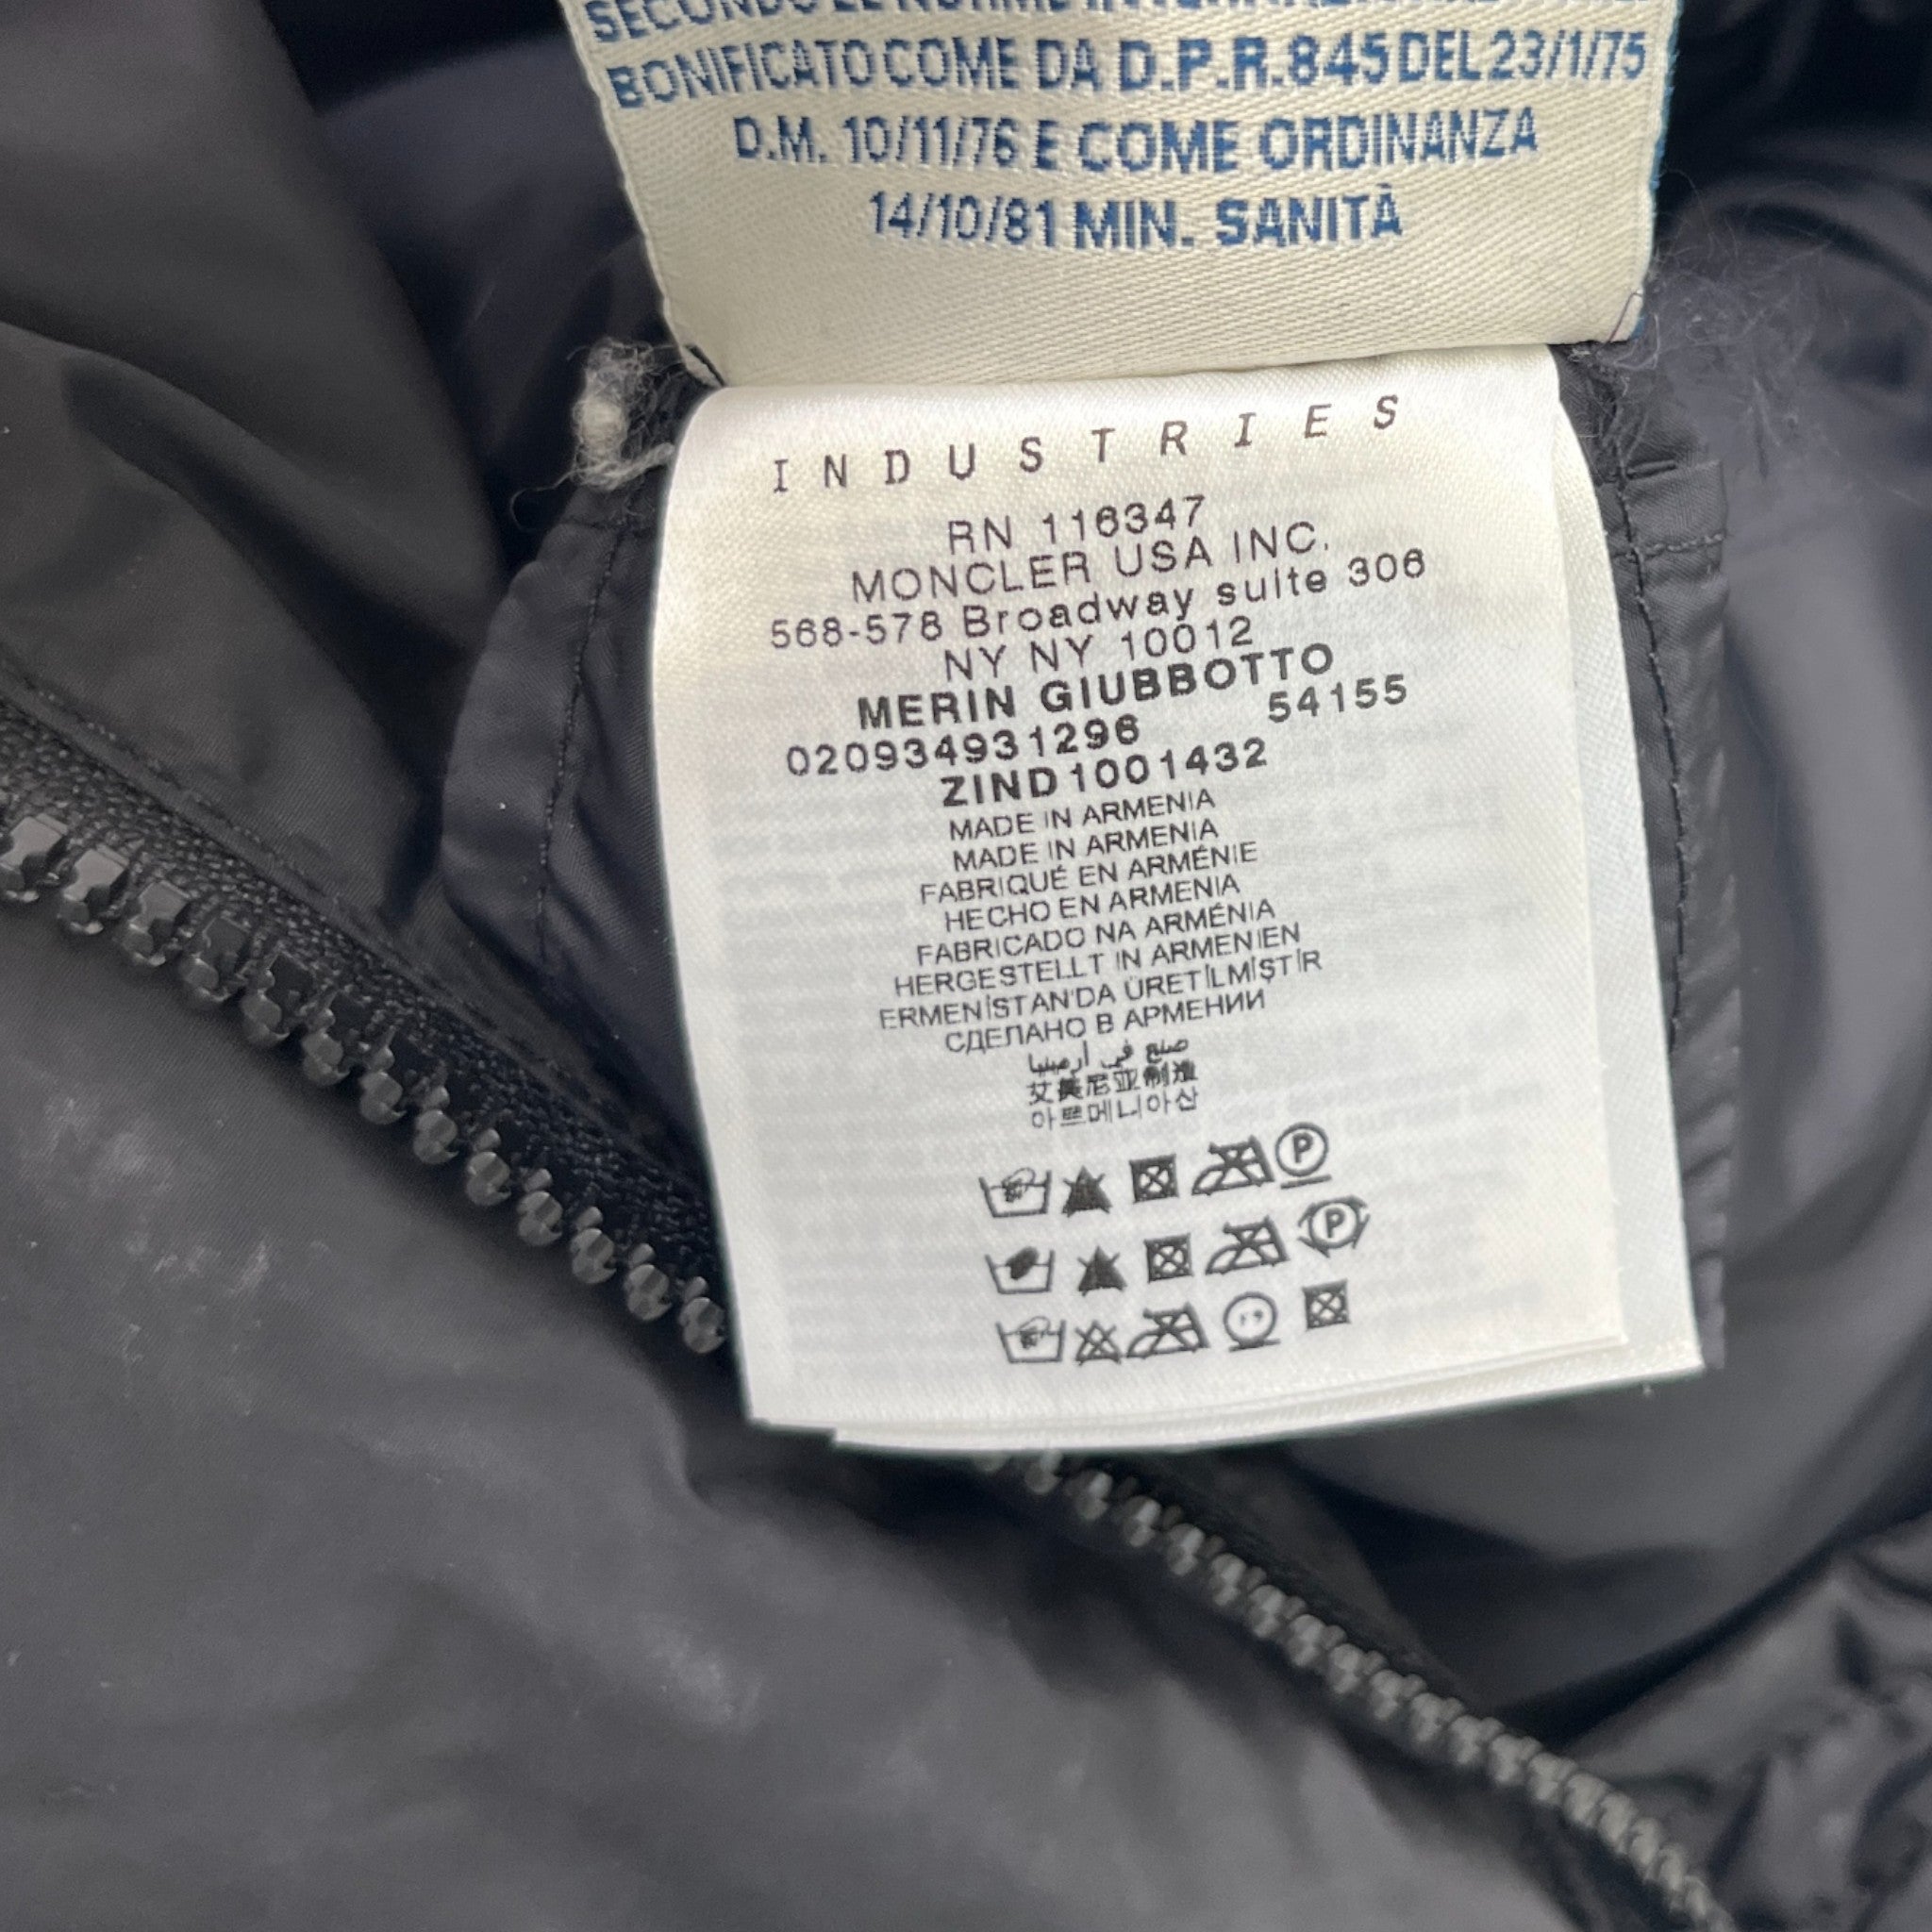 SECONDO LE NORME
BONIFICATO COME DA D.P.R.845 DEL 23/1/75
D.M. 10/11/76 E COME ORDINANZA
14/10/81 MIN. SANITÀ
INDUSTRIES
RN 116347
MONCLER USA INC.
568-578 Broadway suite 306
NY NY 10012
MERIN GIUBBOTTO
020934931296 54155
ZIND1001432
MADE IN ARMENIA
MADE IN ARMENIA
FABRIQUÉ EN ARMÉNIE
HECHO EN ARMENIA
FABRICADO NA ARMÉNIA
HERGESTELLT IN ARMENIEN
ERMENİSTAN'DA ÜRETİLMİŞTİR
СДЕЛАНО В АРМЕНИИ
صنع في ارمينيا
艾美尼亚制造
아르메니아산
P
P